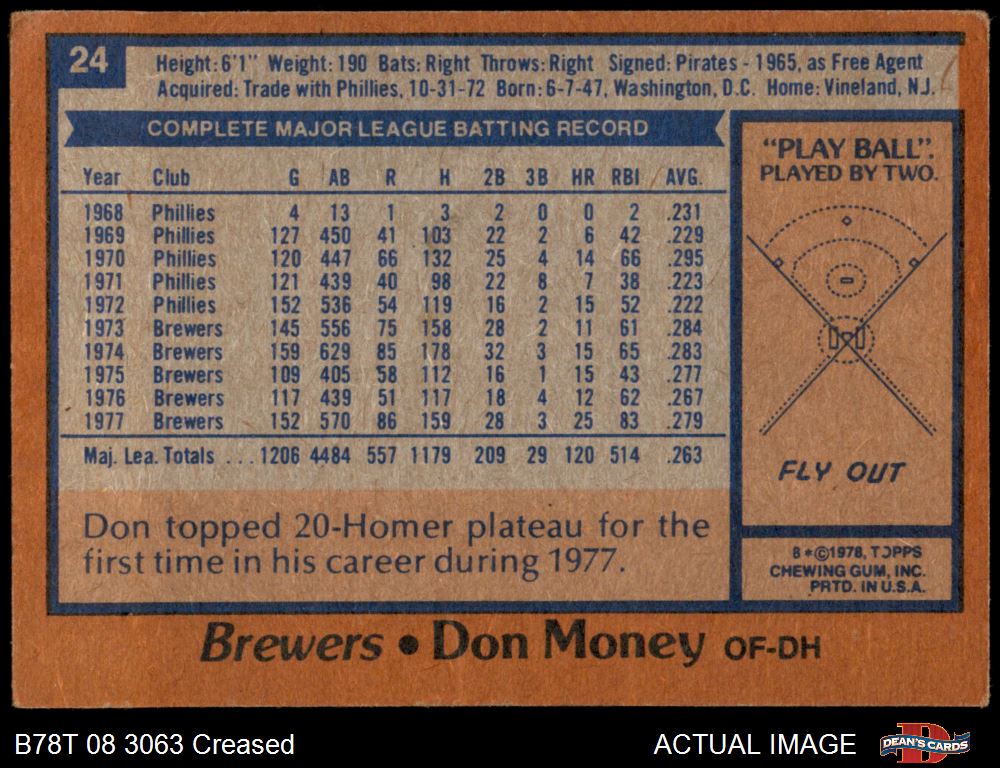 24
Height: 6'1" Weight: 190 Bats: Right Throws: Right Signed: Pirates - 1965, as Free Agent
Acquired: Trade with Phillies, 10-31-72 Born: 6-7-47, Washington, D.C. Home: Vineland, N.J.
COMPLETE MAJOR LEAGUE BATTING RECORD
Year Club G AB R H 2B 3B HR RBI AVG.
1968 Phillies 4 13 1 3 2 0 0 2 .231
1969 Phillies 127 450 41 103 22 2 6 42 .229
1970 Phillies 120 447 66 132 25 4 14 66 .295
1971 Phillies 121 439 40 98 22 8 7 38 .223
1972 Phillies 152 536 54 119 16 2 15 52 .222
1973 Brewers 145 556 75 158 28 2 11 61 .284
1974 Brewers 159 629 85 178 32 3 15 65 .283
1975 Brewers 109 405 58 112 16 1 15 43 .277
1976 Brewers 117 439 51 117 18 4 12 62 .267
1977 Brewers 152 570 86 159 28 3 25 83 .279
Maj. Lea. Totals ... 1206 4484 557 1179 209 29 120 514 .263
Don topped 20-Homer plateau for the
first time in his career during 1977.
"PLAY BALL".
PLAYED BY TWO.
FLY OUT
B*©1978, TOPPS
CHEWING GUM, INC.
PRTD. IN U.S.A.
Brewers • Don Money OF-DH
B78T 08 3063 Creased
ACTUAL IMAGE
D
DEAN'S CARDS